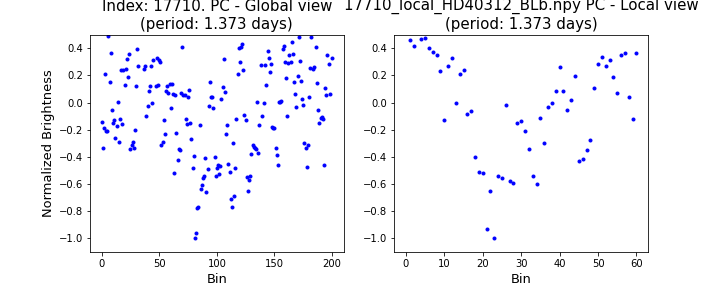 Index: 17710. PC - Global view
(period: 1.373 days)
17710_local_HD40312_BLb.npy PC - Local view
(period: 1.373 days)
Normalized Brightness
0.4
0.2
0.0
−0.2
−0.4
−0.6
−0.8
−1.0
0 50 100 150 200
Bin
0.4
0.2
0.0
−0.2
−0.4
−0.6
−0.8
−1.0
0 10 20 30 40 50 60
Bin